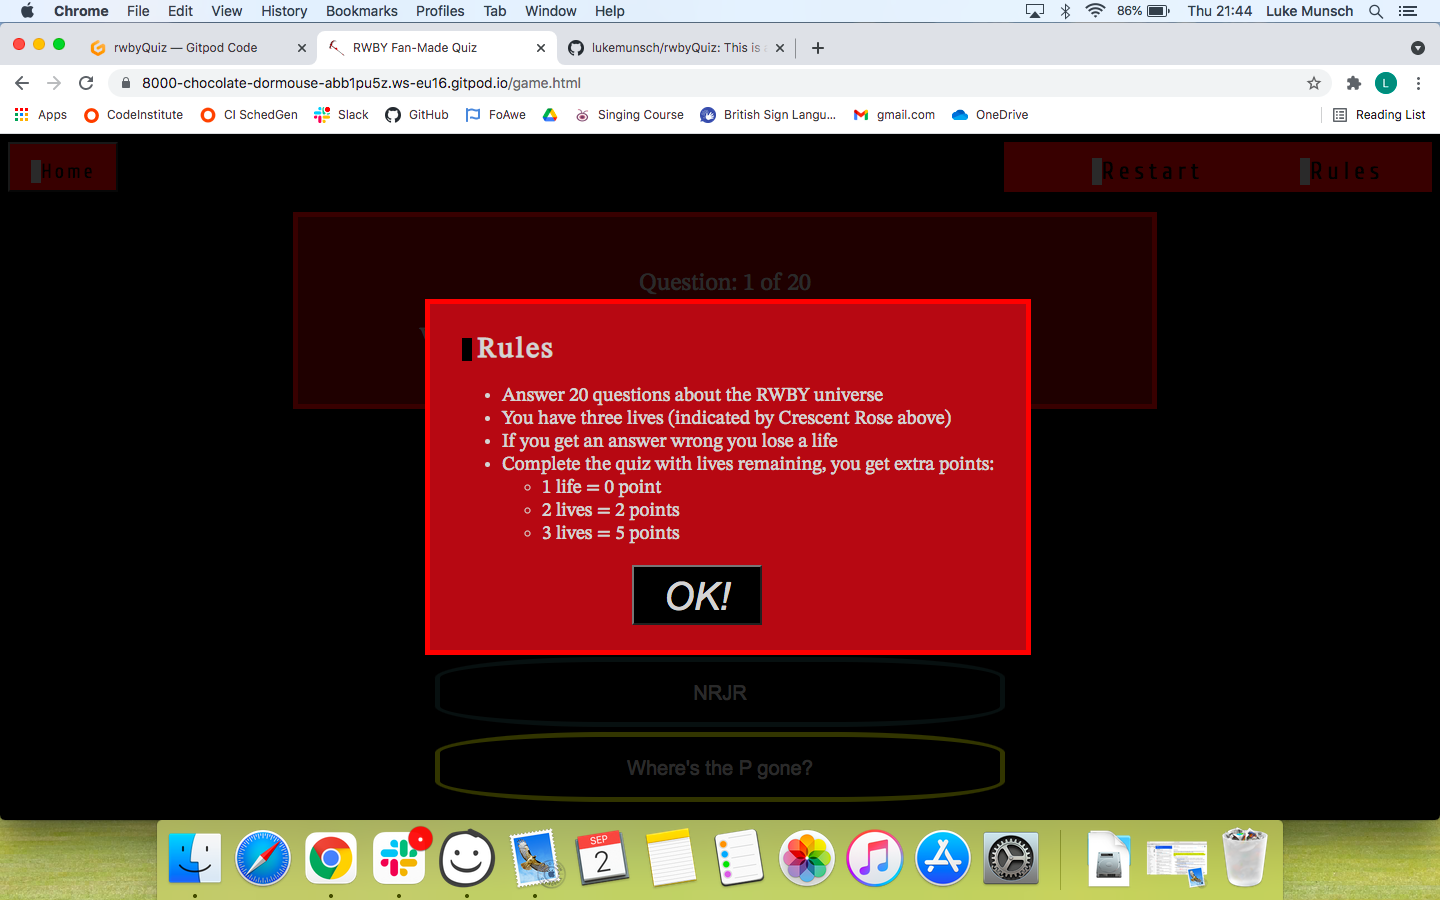 Chrome File Edit View History Bookmarks Profiles Tab Window Help 86% Thu 21:44 Luke Munsch
rwbyQuiz — Gitpod Code RWBY Fan-Made Quiz lukemunsch/rwbyQuiz: This is
8000-chocolate-dormouse-abb1pu5z.ws-eu16.gitpod.io/game.html L
Apps CodeInstitute CI SchedGen Slack GitHub FoAwe Singing Course British Sign Langu... gmail.com OneDrive Reading List
Home Restart Rules
Question: 1 of 20
Rules
• Answer 20 questions about the RWBY universe
• You have three lives (indicated by Crescent Rose above)
• If you get an answer wrong you lose a life
• Complete the quiz with lives remaining, you get extra points:
◦ 1 life = 0 point
◦ 2 lives = 2 points
◦ 3 lives = 5 points
OK!
NRJR
Where's the P gone?
SEP
2